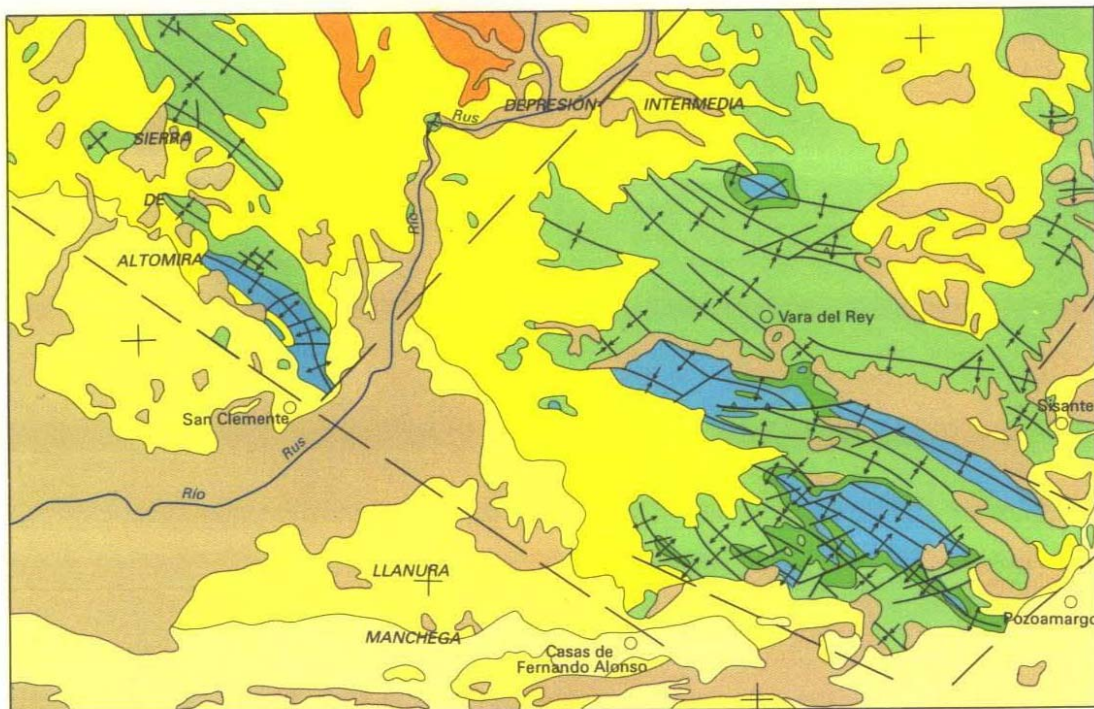 DEPRESIÓN INTERMEDIA
Rus
SIERRA
DE
Río
ALTOMIRA
Vara del Rey
San Clemente
Sisante
Rus
Río
LLANURA
MANCHEGA
Pozoamargo
Casas de
Fernando Alonso